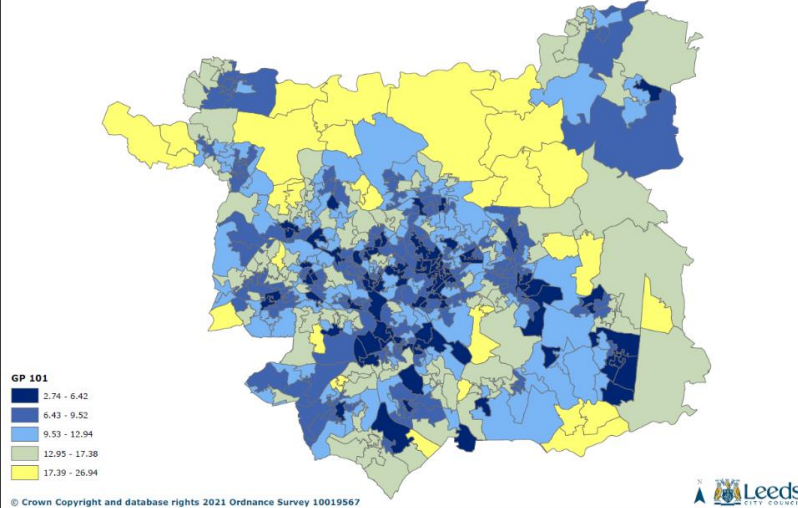 GP 101
2.74 - 6.42
6.43 - 9.52
9.53 - 12.94
12.95 - 17.38
17.39 - 26.94
© Crown Copyright and database rights 2021 Ordnance Survey 10019567
N
Leeds
CITY COUNCIL